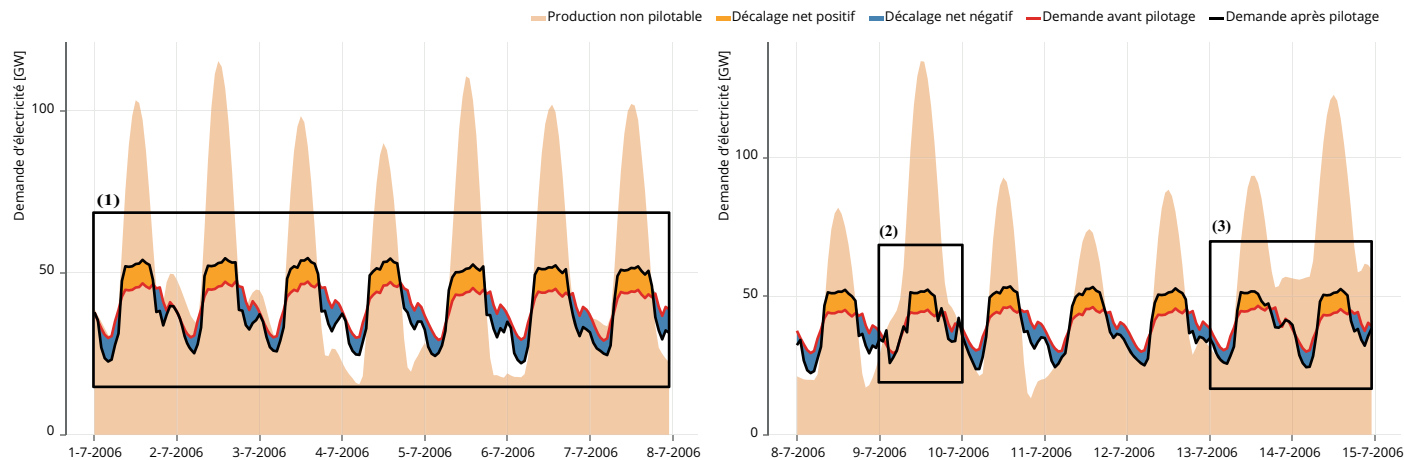 Production non pilotable Décalage net positif Décalage net négatif Demande avant pilotage Demande après pilotage
Demande d'électricité [GW]
100
50
0
(1)
1-7-2006 2-7-2006 3-7-2006 4-7-2006 5-7-2006 6-7-2006 7-7-2006 8-7-2006
Demande d'électricité [GW]
100
50
0
(2)
(3)
8-7-2006 9-7-2006 10-7-2006 11-7-2006 12-7-2006 13-7-2006 14-7-2006 15-7-2006